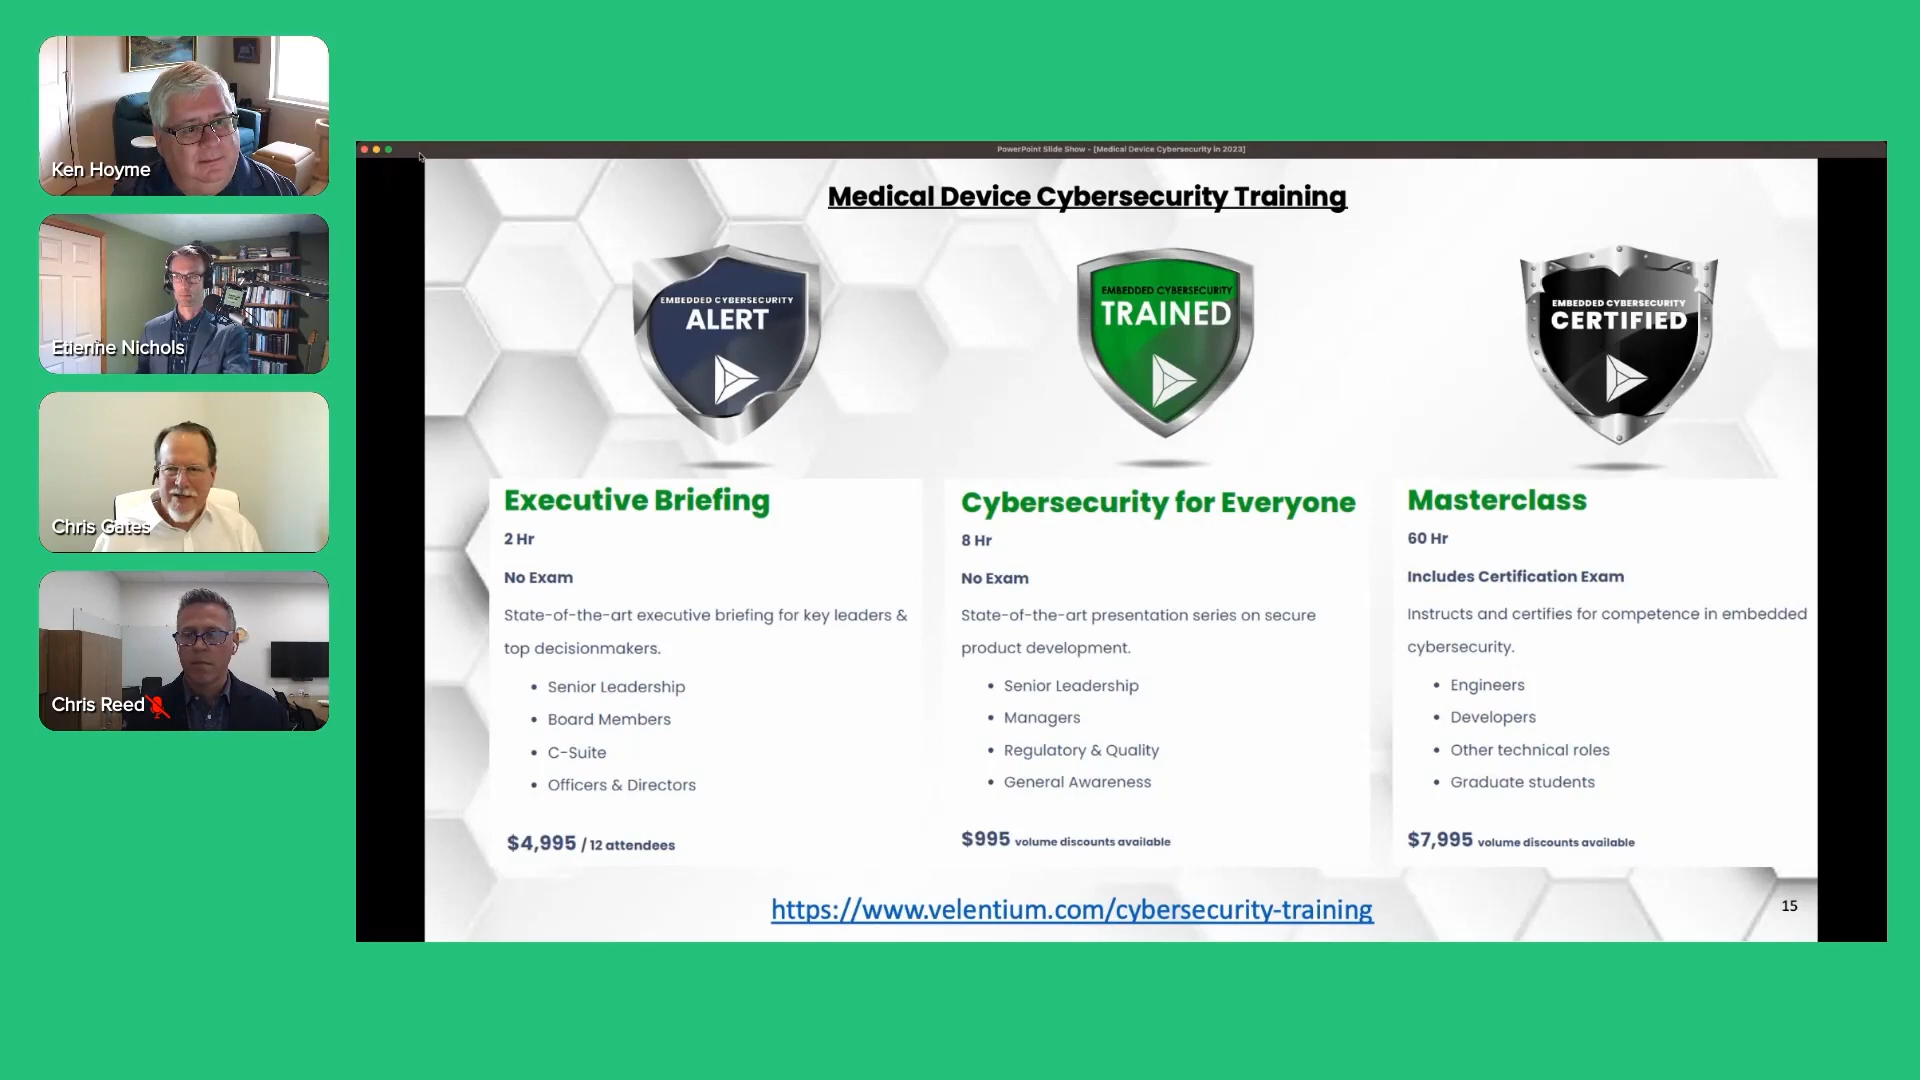 Ken Hoyme
Etienne Nichols
Chris Gates
Chris Reed
PowerPoint Slide Show - [Medical Device Cybersecurity in 2023]
Medical Device Cybersecurity Training
EMBEDDED CYBERSECURITY
ALERT
EMBEDDED CYBERSECURITY
TRAINED
EMBEDDED CYBERSECURITY
CERTIFIED
Executive Briefing
2 Hr
No Exam
State-of-the-art executive briefing for key leaders &
top decisionmakers.
• Senior Leadership
• Board Members
• C-Suite
• Officers & Directors
$4,995 / 12 attendees
Cybersecurity for Everyone
8 Hr
No Exam
State-of-the-art presentation series on secure
product development.
• Senior Leadership
• Managers
• Regulatory & Quality
• General Awareness
$995 volume discounts available
Masterclass
60 Hr
Includes Certification Exam
Instructs and certifies for competence in embedded
cybersecurity.
• Engineers
• Developers
• Other technical roles
• Graduate students
$7,995 volume discounts available
https://www.velentium.com/cybersecurity-training
15